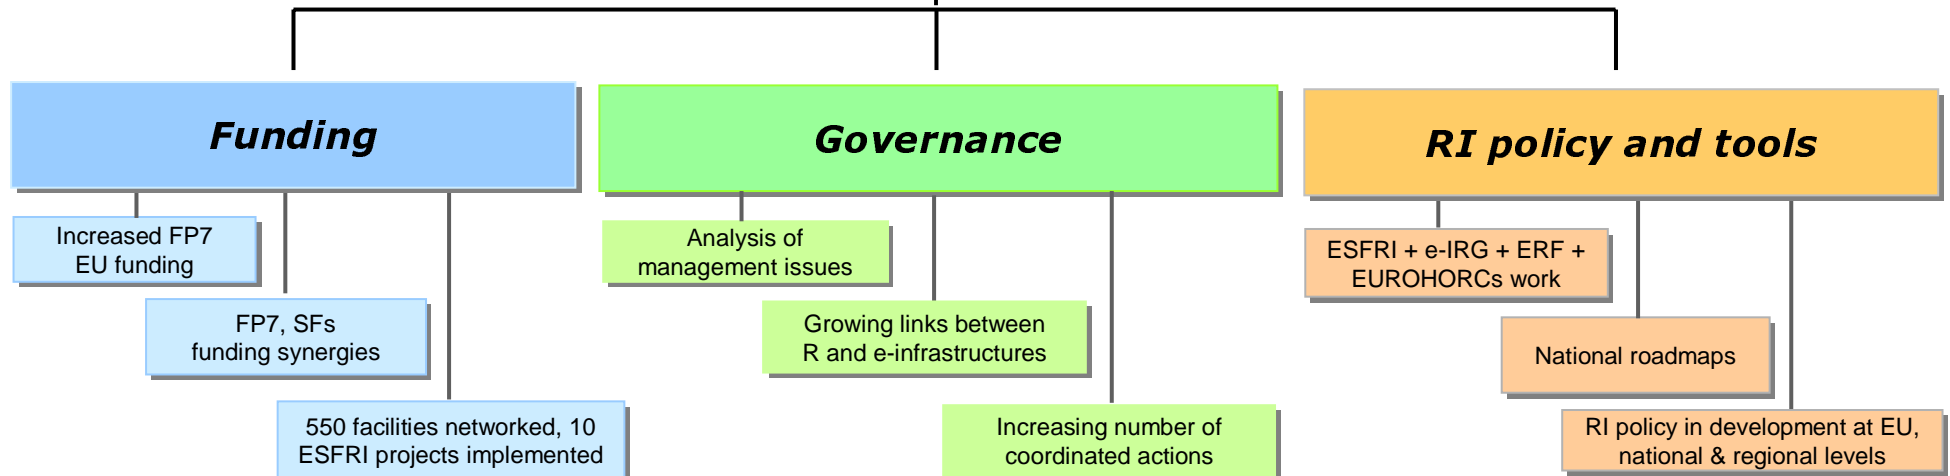 Funding
Governance
RI policy and tools
Increased FP7
EU funding
FP7, SFs
funding synergies
550 facilities networked, 10
ESFRI projects implemented
Analysis of
management issues
Growing links between
R and e-infrastructures
Increasing number of
coordinated actions
ESFRI + e-IRG + ERF +
EUROHORCs work
National roadmaps
RI policy in development at EU,
national & regional levels